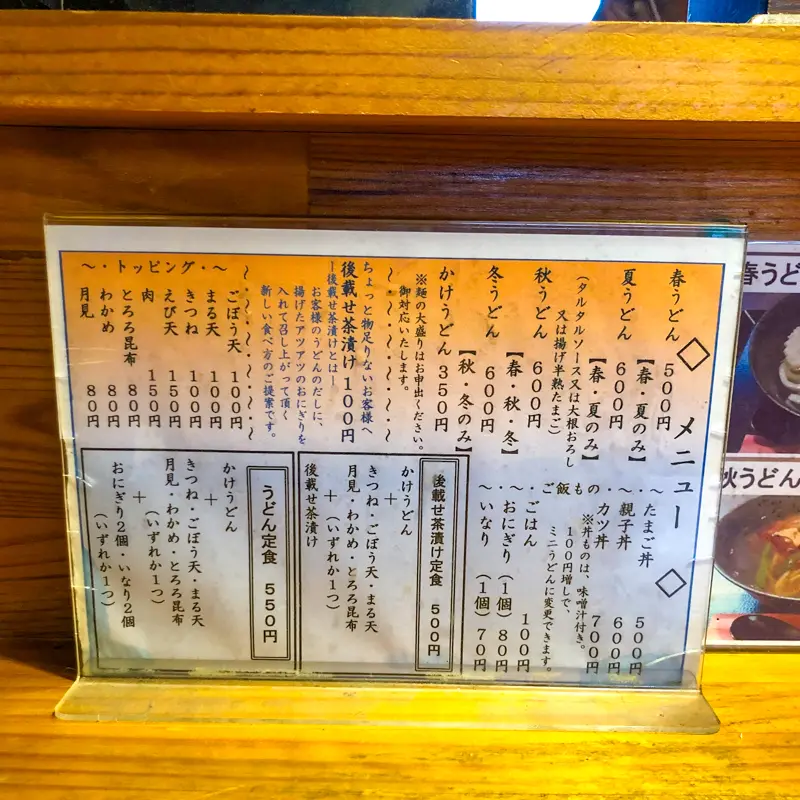 ◇ メニュー ◇
春うどん 500円
【春・夏のみ】
夏うどん 600円
【春・夏のみ】
(タルタルソース又は大根おろし
又は揚げ半熟たまご)
秋うどん 600円
【春・秋・冬】
冬うどん 600円
【秋・冬のみ】
かけうどん 350円
※麺の大盛りはお申出ください。
御対応いたします。
~・~・~・~・~・~・~
ちょっと物足りないお客様へ
後載せ茶漬け 100円
―後載せ茶漬けとは―
お客様のうどんのだしに、
揚げたアツアツのおにぎりを
入れて召し上がって頂く
新しい食べ方のご提案です。
~・~・~・~・~・~・~
ごぼう天 100円
まる天 100円
きつね 100円
えび天 150円
肉 150円
とろろ昆布 80円
わかめ 80円
月見 80円
~・トッピング・~
たまご丼 500円
親子丼 600円
カツ丼 700円
※丼ものは、味噌汁付き。
100円増しで、
ミニうどんに変更できます。
~・ご飯もの・~
・ごはん 100円
・おにぎり(1個) 80円
・いなり(1個) 70円
後載せ茶漬け定食 500円
かけうどん
+
きつね・ごぼう天・まる天
月見・わかめ・とろろ昆布
(いずれか1つ)
+
後載せ茶漬け
うどん定食 550円
かけうどん
+
きつね・ごぼう天・まる天
月見・わかめ・とろろ昆布
(いずれか1つ)
+
おにぎり2個・いなり2個
(いずれか1つ)
春うど
秋うどん